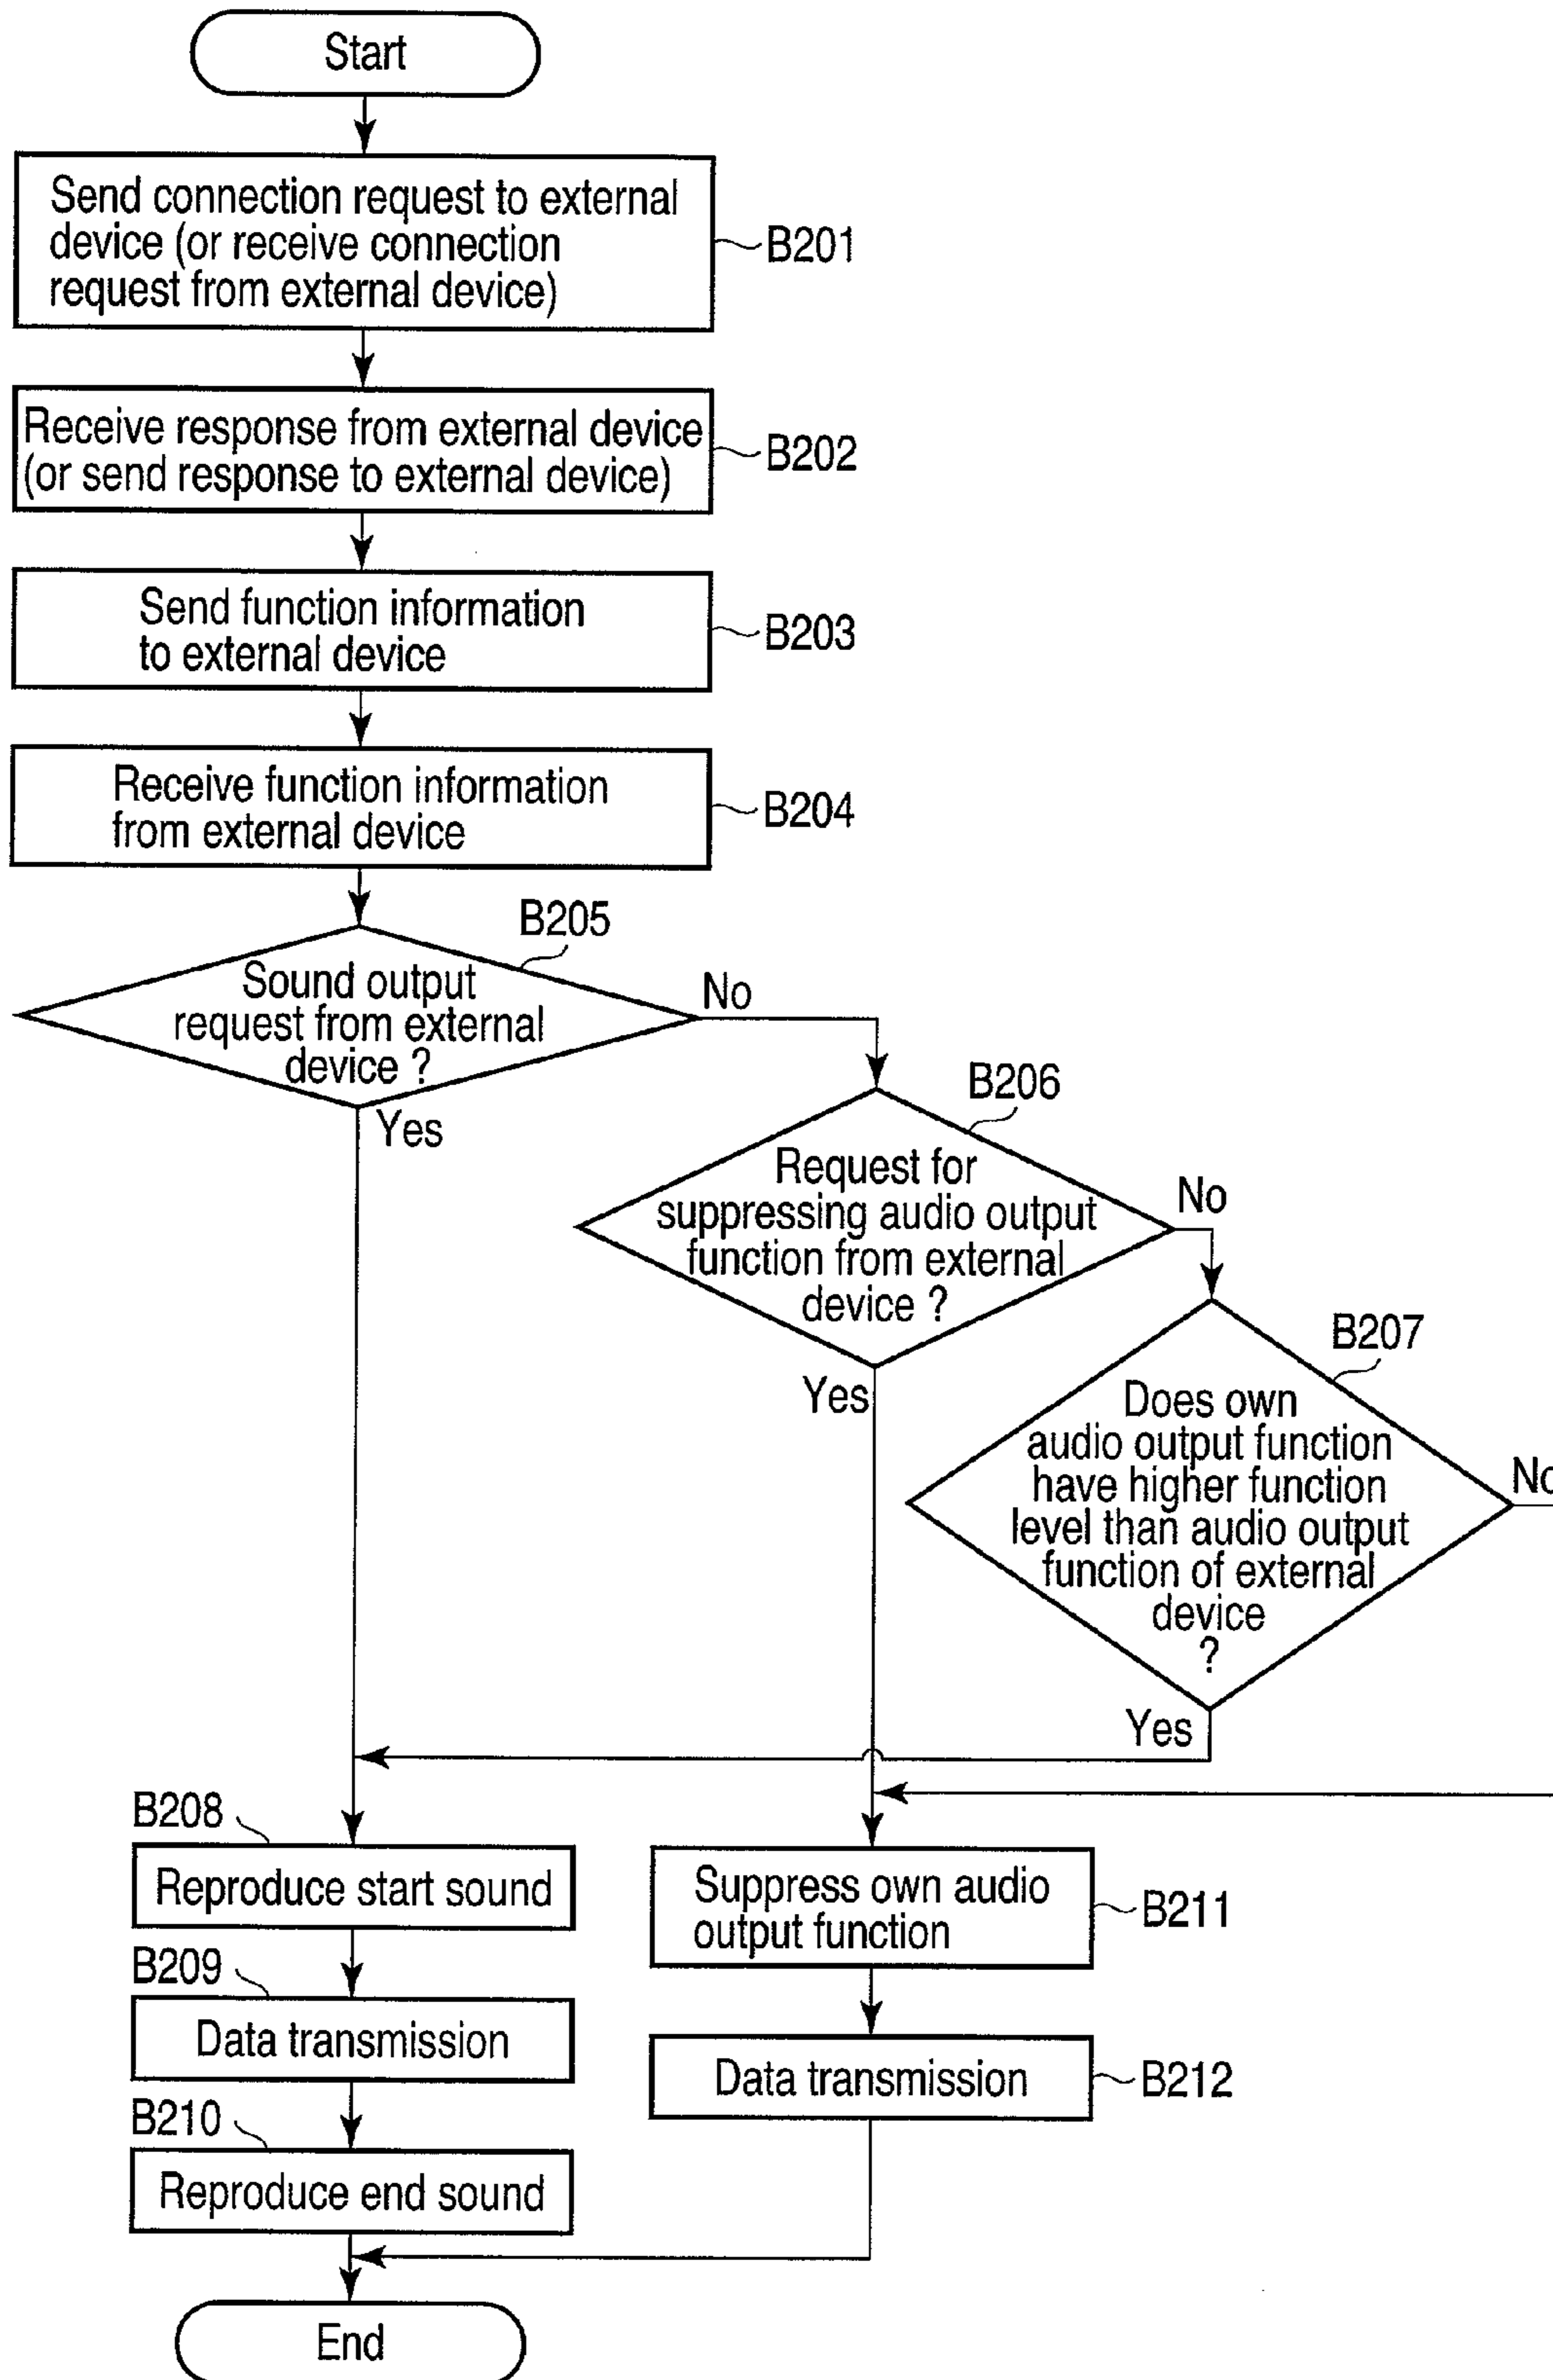 Start
Send connection request to external
device (or receive connection
request from external device)
B201
Receive response from external device
(or send response to external device)
B202
Send function information
to external device
B203
Receive function information
from external device
B204
B205
Sound output
request from external
device ?
No
Yes
B206
Request for
suppressing audio output
function from external
device ?
No
Yes
B207
Does own
audio output function
have higher function
level than audio output
function of external
device
?
No
Yes
B208
Reproduce start sound
B209
Data transmission
B210
Reproduce end sound
Suppress own audio
output function
B211
Data transmission
B212
End